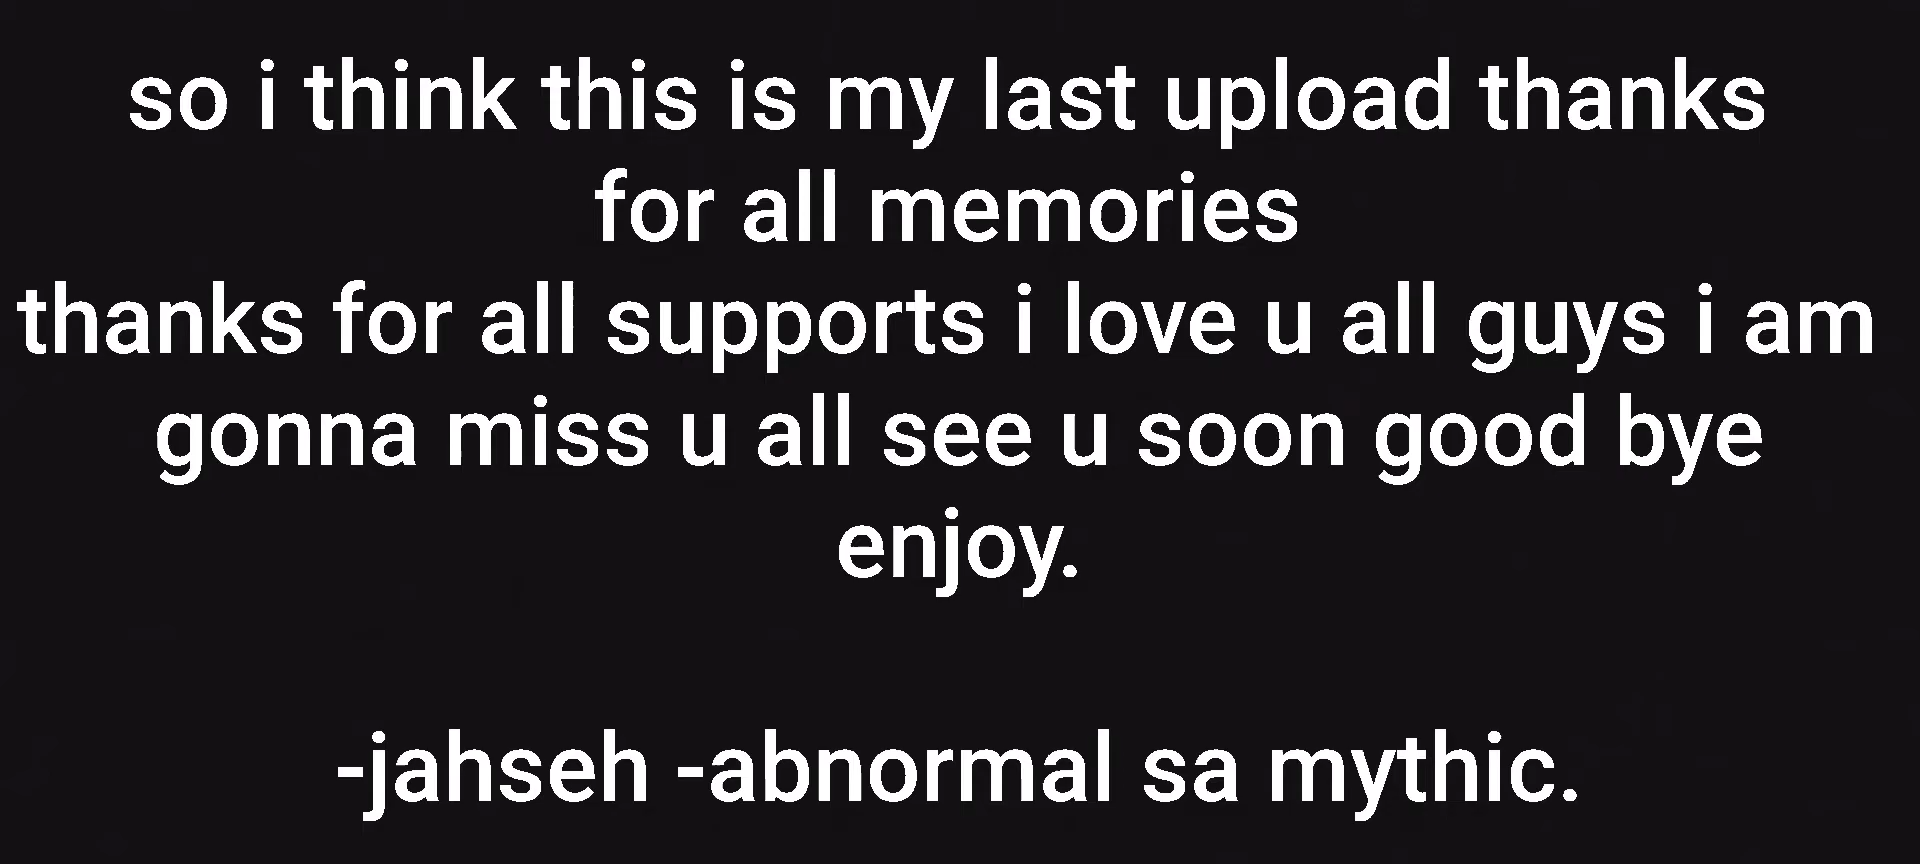 so i think this is my last upload thanks
for all memories
thanks for all supports i love u all guys i am
gonna miss u all see u soon good bye
enjoy.
-jahseh -abnormal sa mythic.